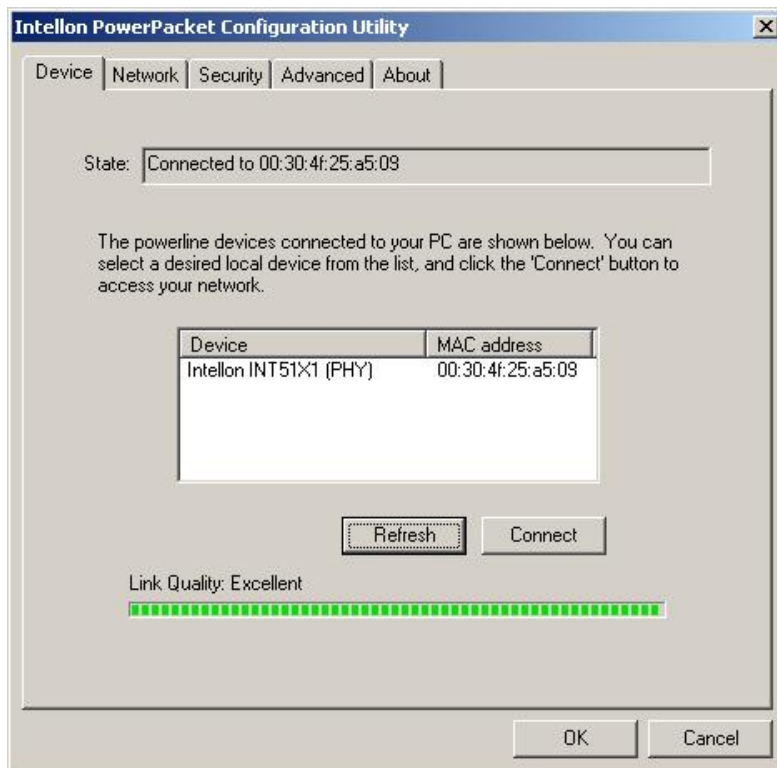 Intellon PowerPacket Configuration Utility
Device Network Security Advanced About
State: Connected to 00:30:4f:25:a5:09
The powerline devices connected to your PC are shown below. You can
select a desired local device from the list, and click the 'Connect' button to
access your network.
Device MAC address
Intellon INT51X1 (PHY) 00:30:4f:25:a5:09
Refresh Connect
Link Quality: Excellent
OK Cancel